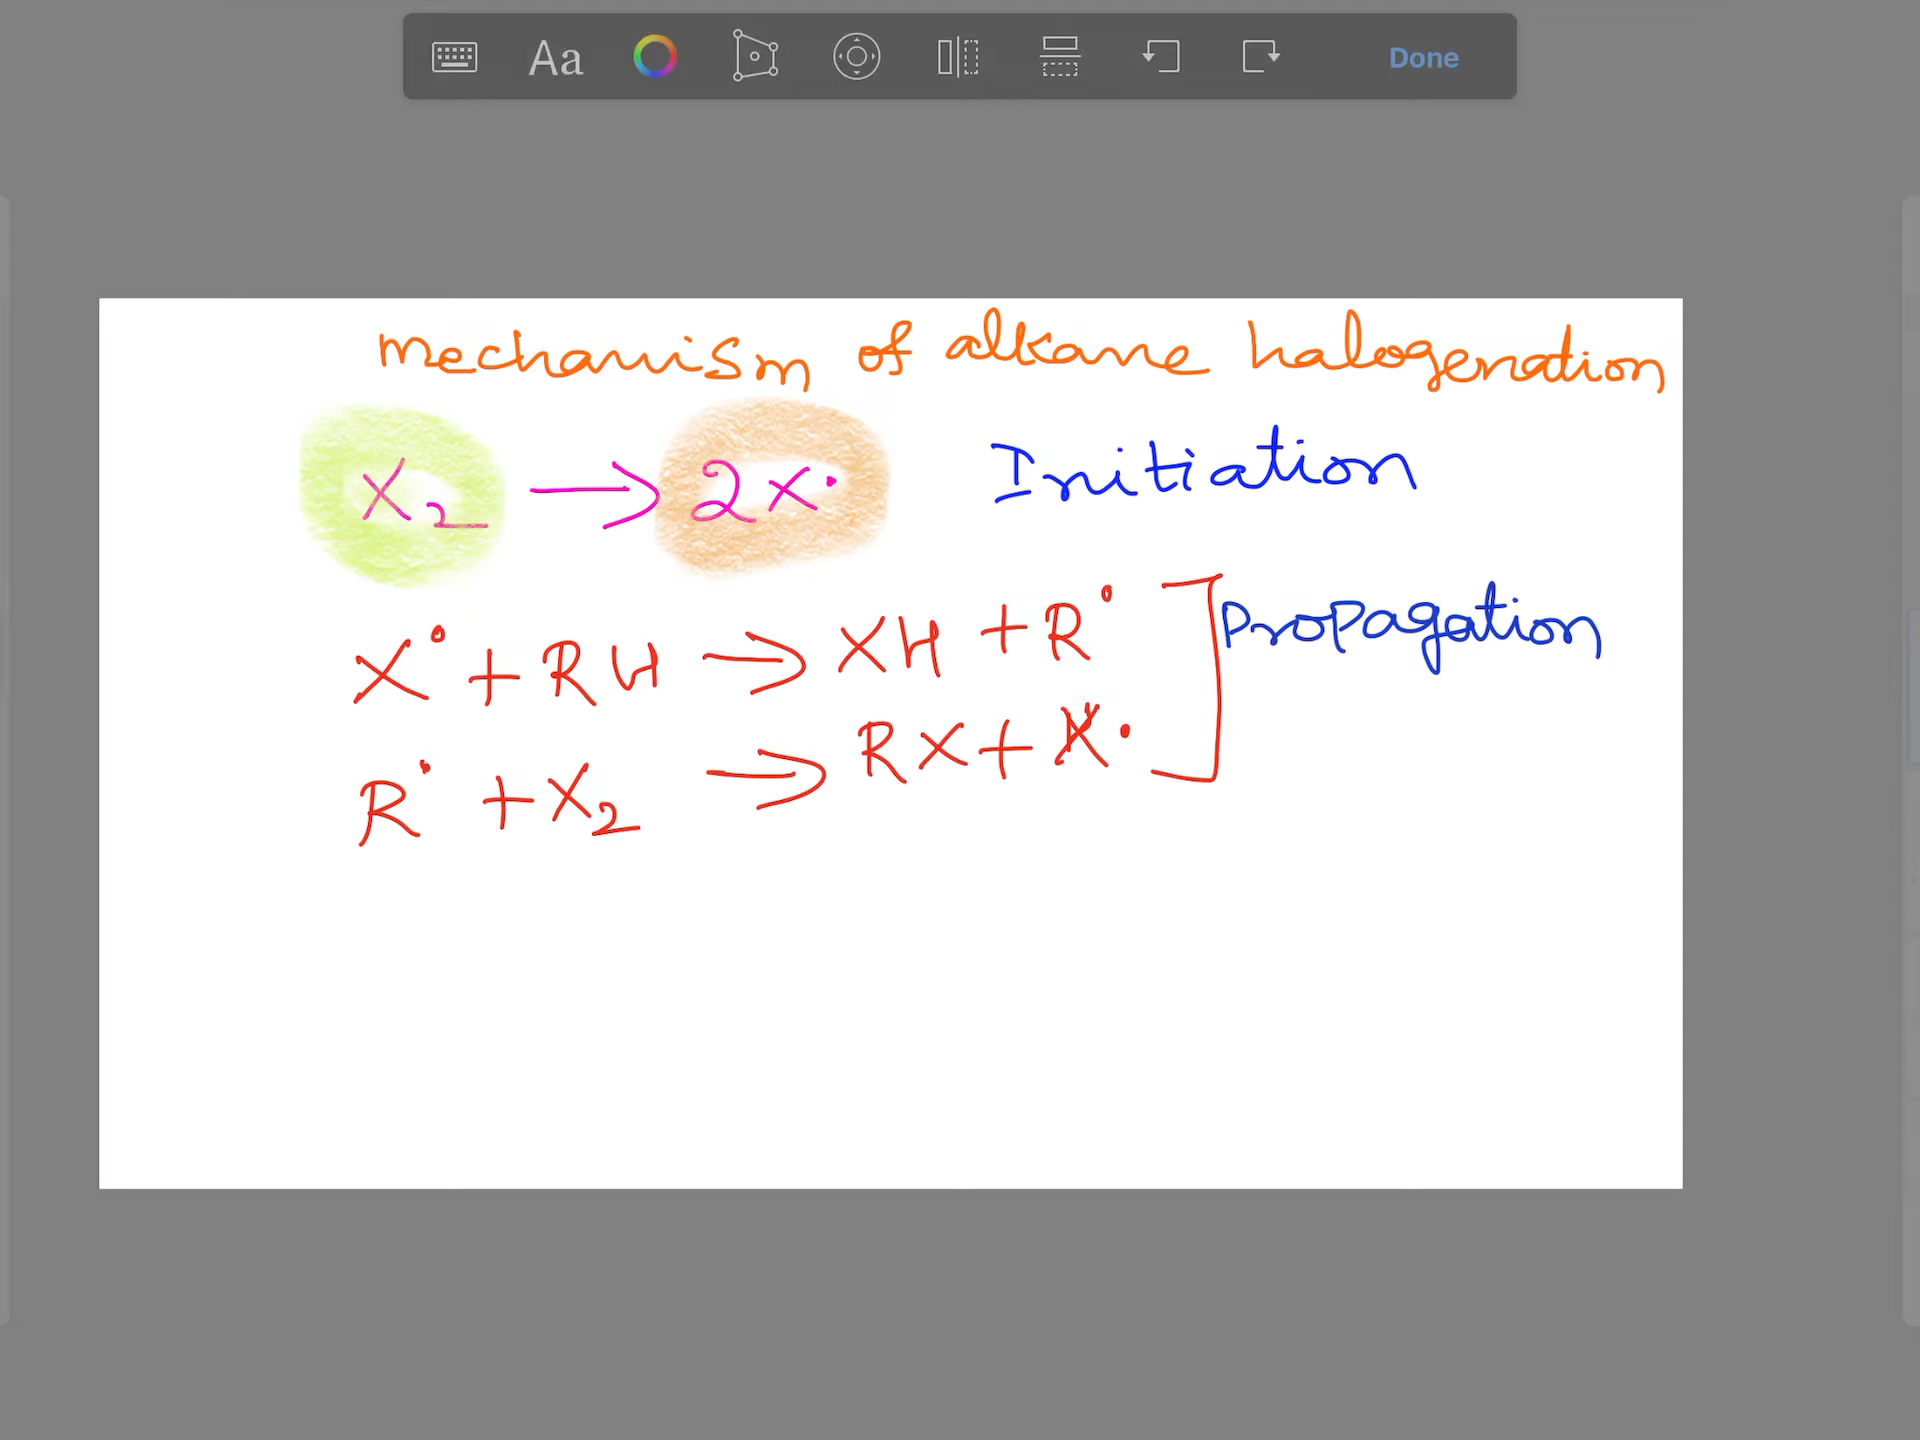 Aa Done
Mechanism of alkane halogenation
X₂ → 2X• Initiation
X• + RH → XH + R• Propagation
R• + X₂ → RX + X•